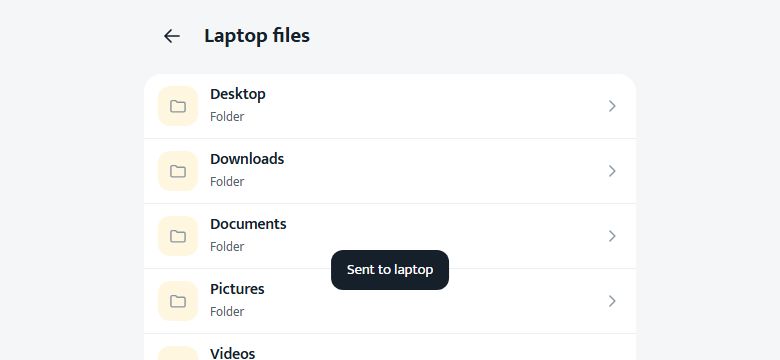 Laptop files
Desktop
Folder
Downloads
Folder
Documents
Folder
Sent to laptop
Pictures
Folder
Videos